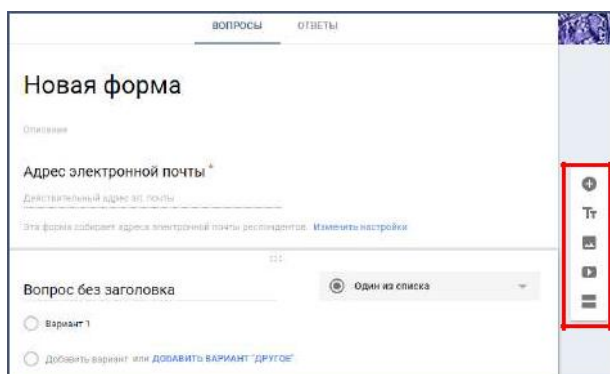 ВОПРОСЫ ОТВЕТЫ
Новая форма
Описание
Адрес электронной почты *
Действительный адрес эл. почты
Эта форма собирает адреса электронной почты респондентов. Изменить настройки
Вопрос без заголовка
Один из списка
Вариант 1
Добавить вариант или ДОБАВИТЬ ВАРИАНТ "ДРУГОЕ"
Тт